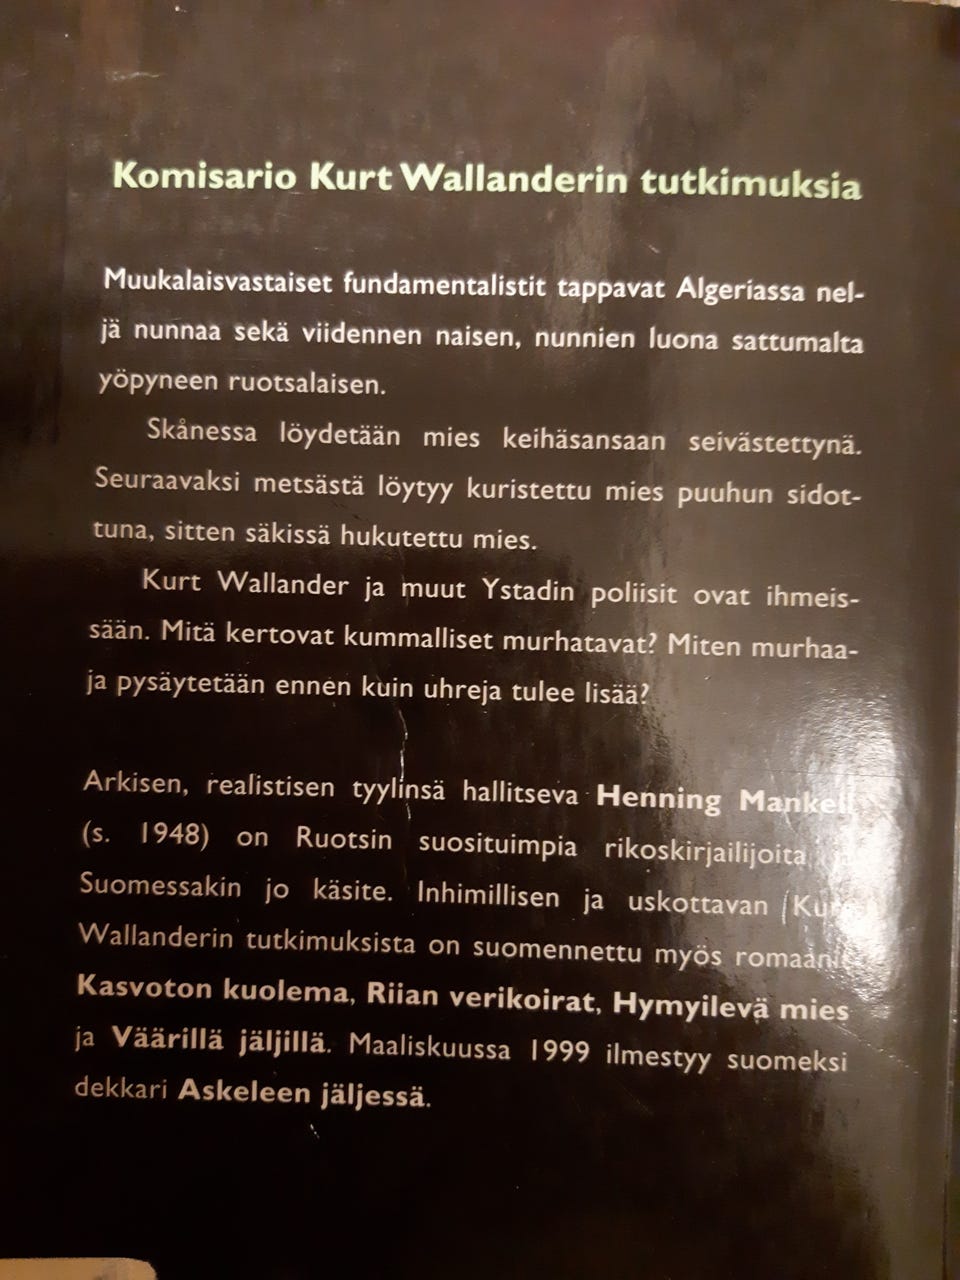 Komisario Kurt Wallanderin tutkimuksia
Muukalaisvastaiset fundamentalistit tappavat Algeriassa nel-
jä nunnaa sekä viidennen naisen, nunnien luona sattumalta
yöpyneen ruotsalaisen.
Skånessa löydetään mies keihäsansaan seivästettynä.
Seuraavaksi metsästä löytyy kuristettu mies puuhun sidot-
tuna, sitten säkissä hukutettu mies.
Kurt Wallander ja muut Ystadin poliisit ovat ihmeis-
sään. Mitä kertovat kummalliset murhatavat? Miten murhaa-
ja pysäytetään ennen kuin uhreja tulee lisää?
Arkisen, realistisen tyylinsä hallitseva Henning Mankell
(s. 1948) on Ruotsin suosituimpia rikoskirjailijoita
Suomessakin jo käsite. Inhimillisen ja uskottavan Kurt
Wallanderin tutkimuksista on suomennettu myös romaanit
Kasvoton kuolema, Riian verikoirat, Hymyilevä mies
ja Väärillä jäljillä. Maaliskuussa 1999 ilmestyy suomeksi
dekkari Askeleen jäljessä.